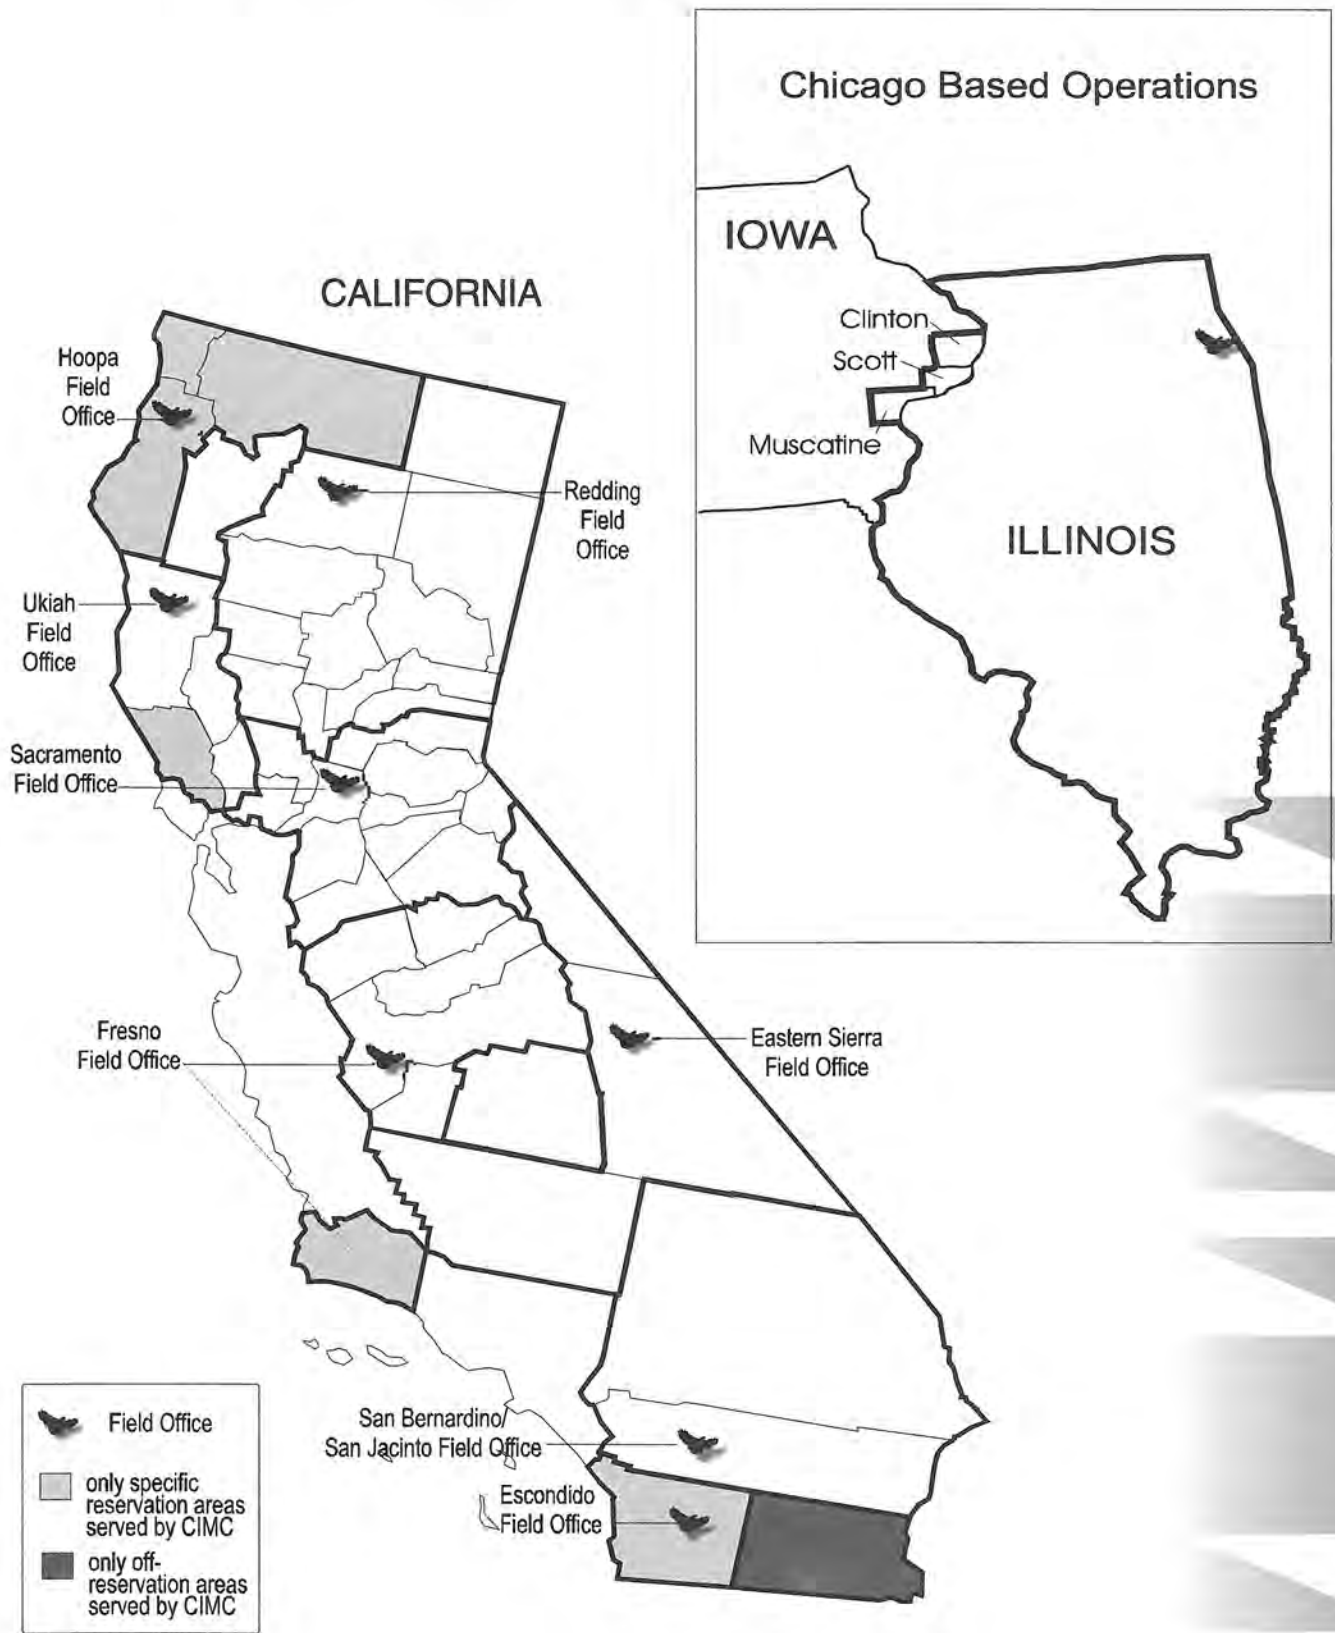 Chicago Based Operations
IOWA
Clinton
Scott
Muscatine
ILLINOIS
CALIFORNIA
Hoopa
Field
Office
Redding
Field
Office
Ukiah
Field
Office
Sacramento
Field Office
Fresno
Field Office
Eastern Sierra
Field Office
San Bernardino/
San Jacinto Field Office
Escondido
Field Office
Field Office
only specific
reservation areas
served by CIMC
only off-
reservation areas
served by CIMC